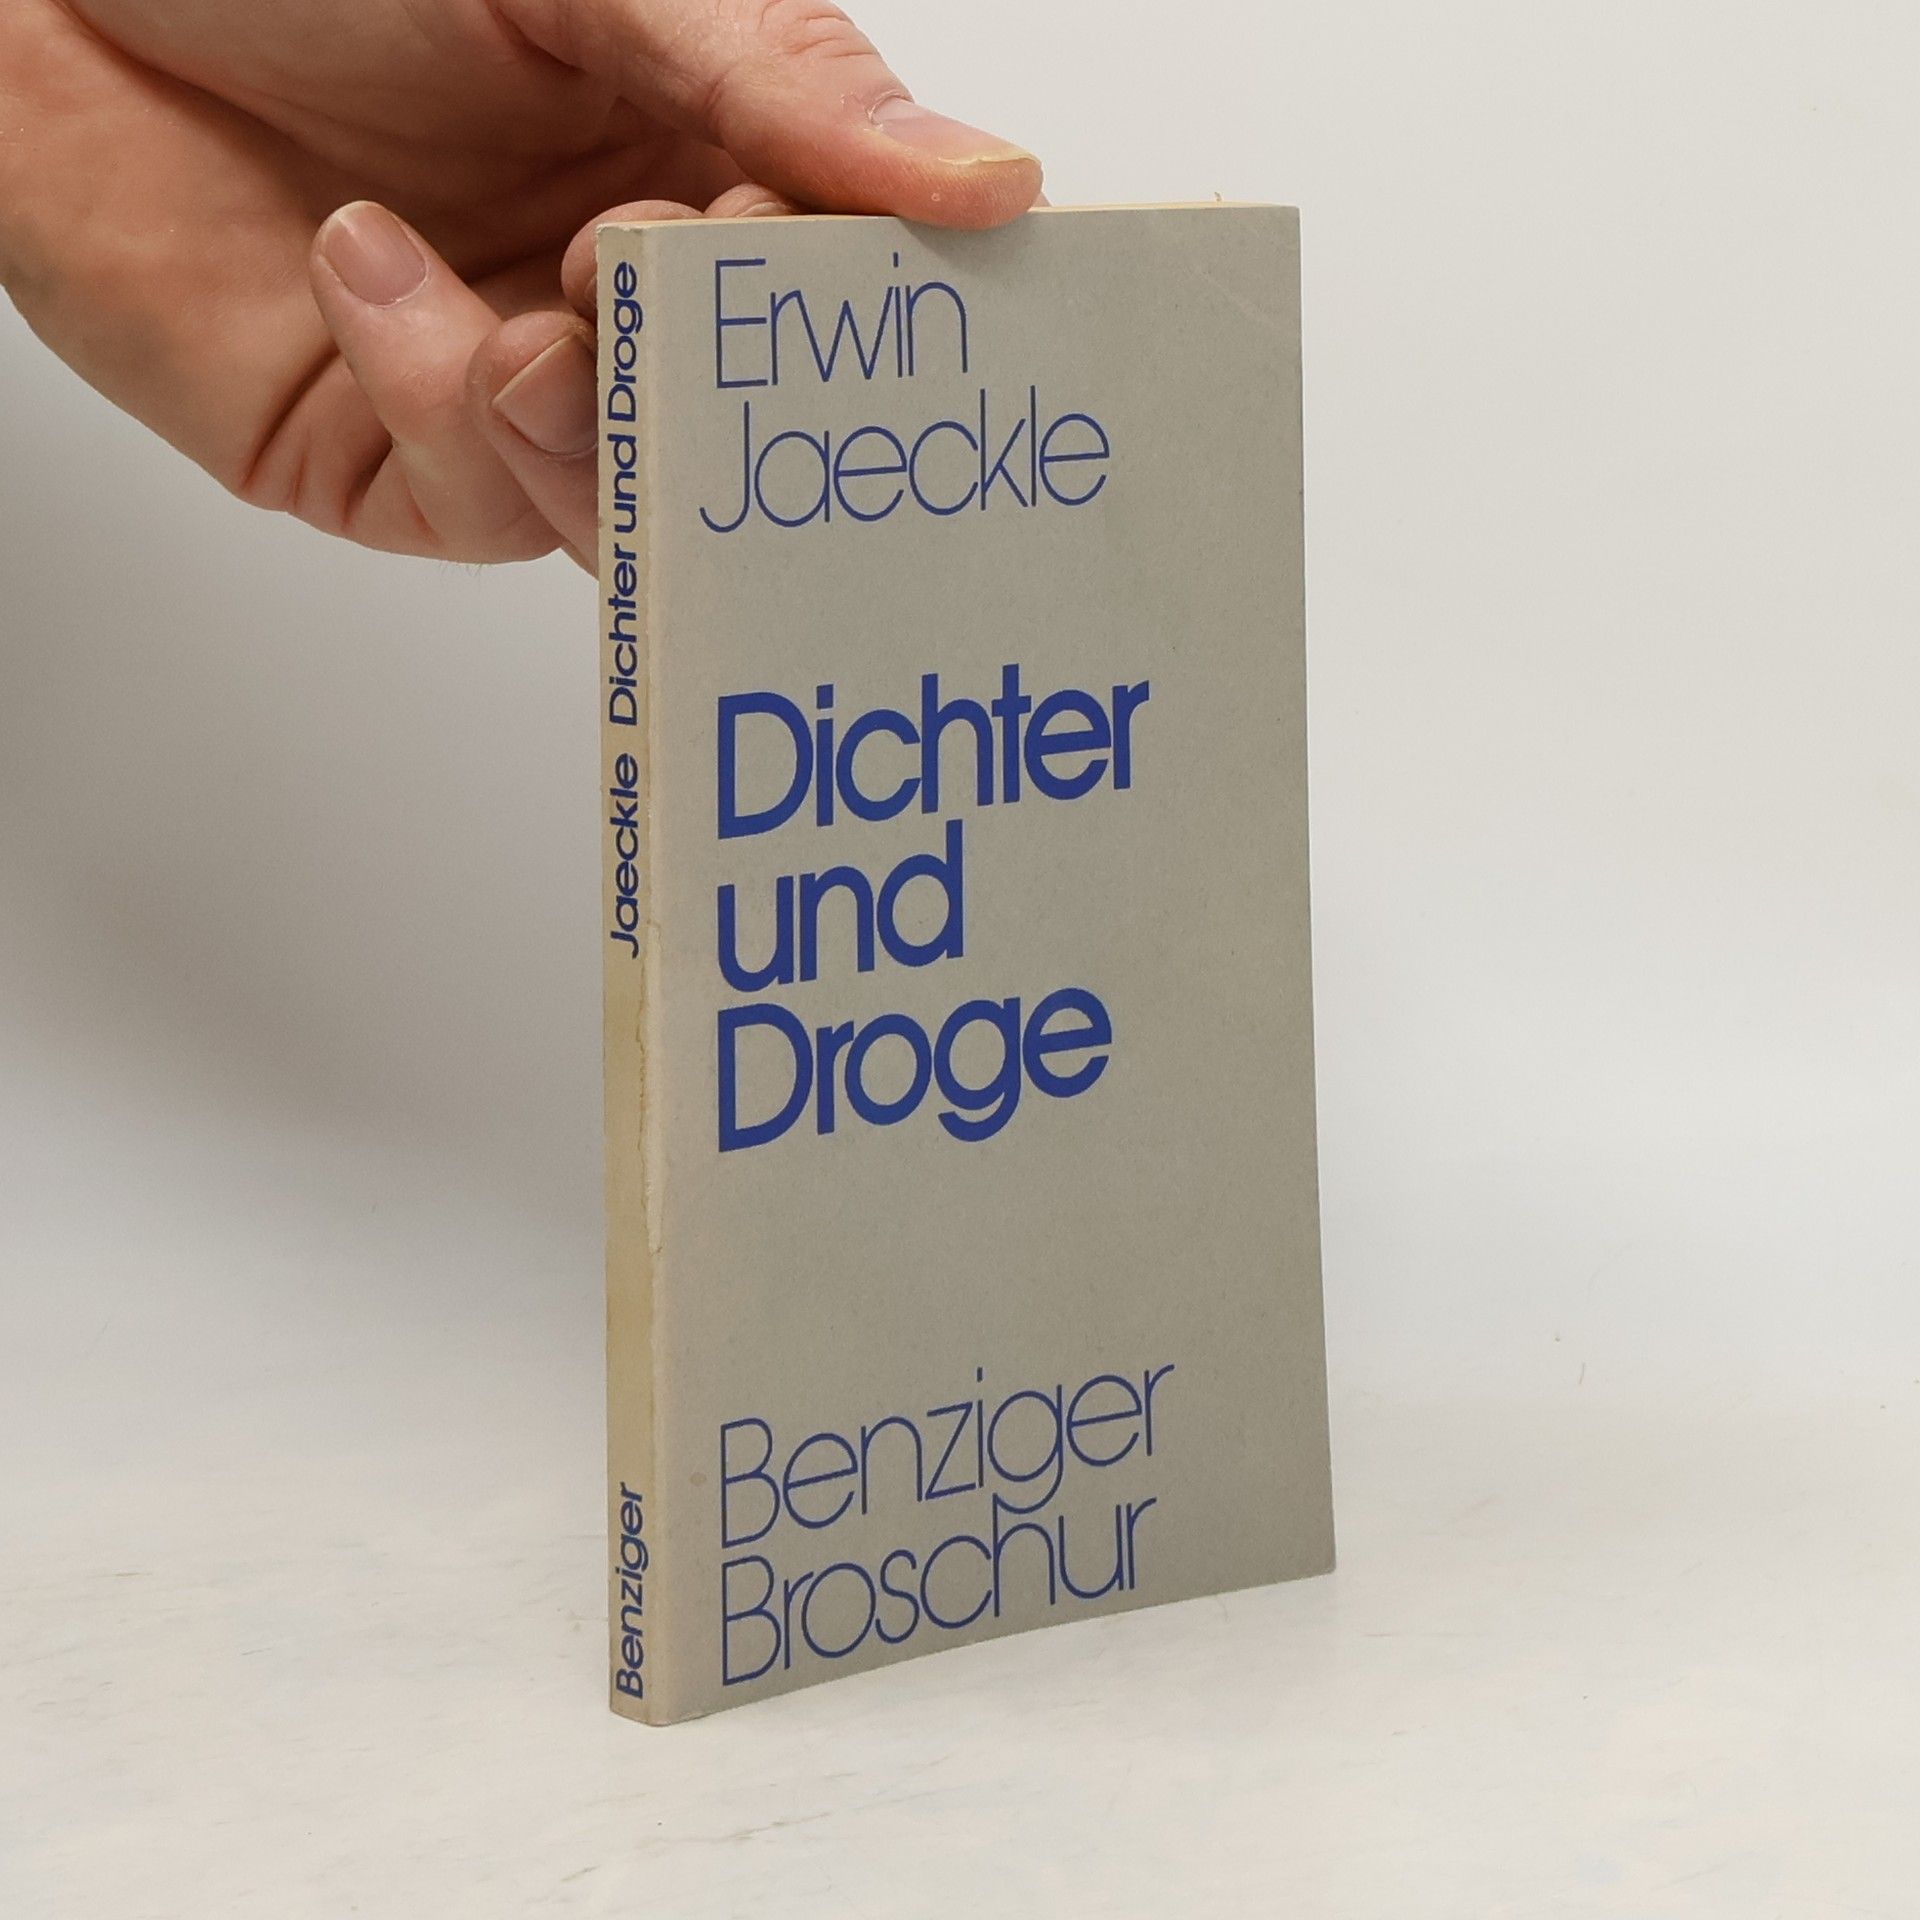 Erwin
Jaeckle
Dichter
und
Droge
Benziger
Broschur
Jaeckle Dichter und Droge
Benziger